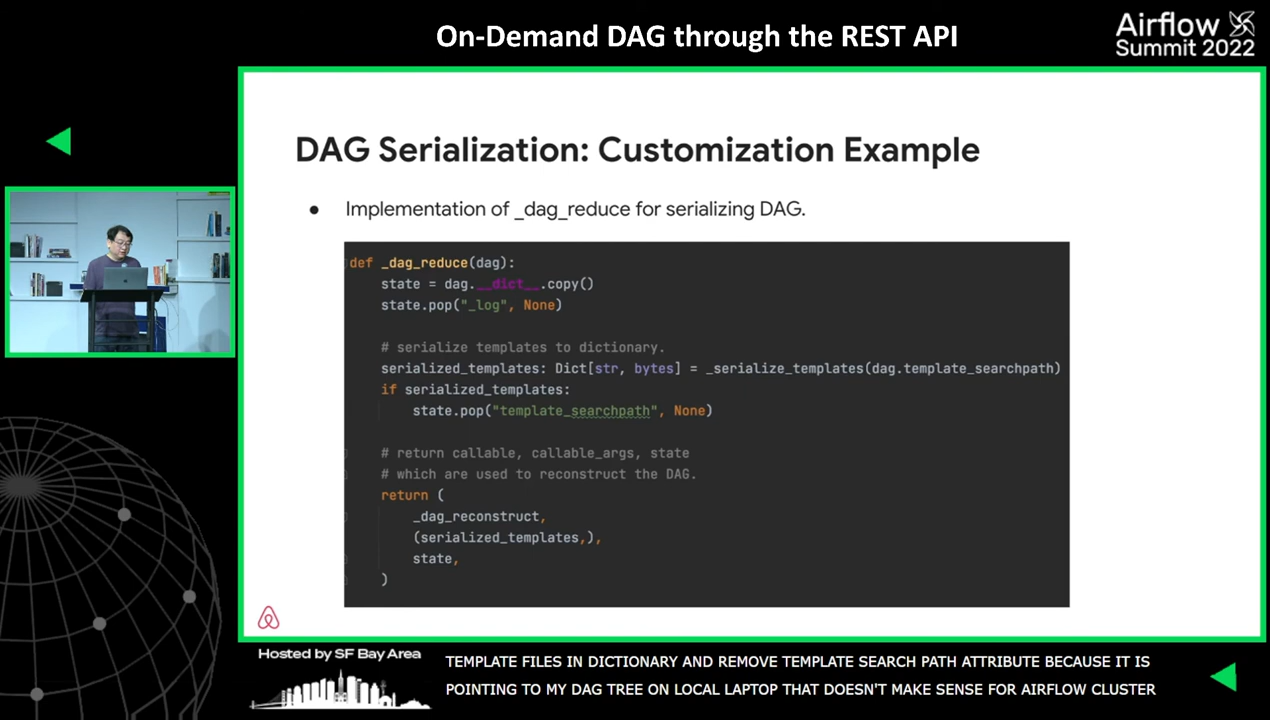 On-Demand DAG through the REST API
Airflow
Summit 2022
DAG Serialization: Customization Example
● Implementation of _dag_reduce for serializing DAG.
def _dag_reduce(dag):
    state = dag.__dict__.copy()
    state.pop("_log", None)
    # serialize templates to dictionary.
    serialized_templates: Dict[str, bytes] = _serialize_templates(dag.template_searchpath)
    if serialized_templates:
        state.pop("template_searchpath", None)
    # return callable, callable_args, state
    # which are used to reconstruct the DAG.
    return (
        _dag_reconstruct,
        (serialized_templates,),
        state,
    )
Hosted by SF Bay Area
TEMPLATE FILES IN DICTIONARY AND REMOVE TEMPLATE SEARCH PATH ATTRIBUTE BECAUSE IT IS
POINTING TO MY DAG TREE ON LOCAL LAPTOP THAT DOESN'T MAKE SENSE FOR AIRFLOW CLUSTER